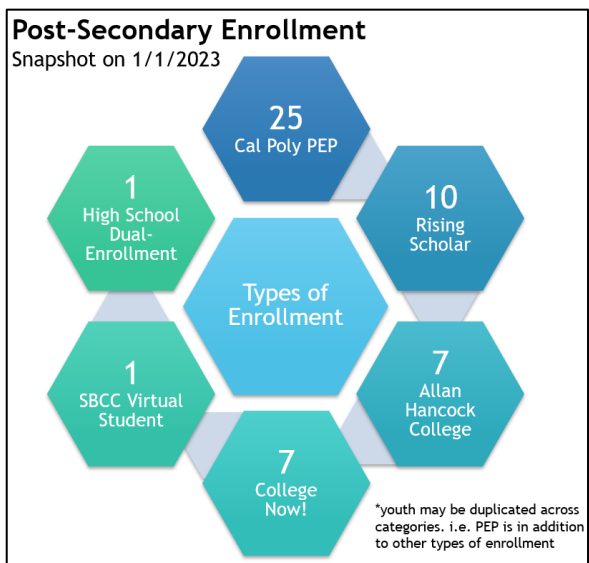 Post-Secondary Enrollment
Snapshot on 1/1/2023
25
Cal Poly PEP
10
Rising
Scholar
7
Allan
Hancock
College
7
College
Now!
1
SBCC Virtual
Student
1
High School
Dual-
Enrollment
Types of
Enrollment
*youth may be duplicated across
categories. i.e. PEP is in addition
to other types of enrollment